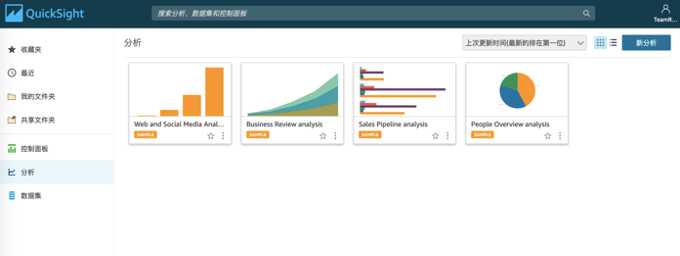 QuickSight
搜索分析、数据集和控制面板
TeamR...
收藏夹
最近
我的文件夹
共享文件夹
控制面板
分析
数据集
分析
上次更新时间(最新的排在第一位)
新分析
Web and Social Media Anal...
SAMPLE
Business Review analysis
SAMPLE
Sales Pipeline analysis
SAMPLE
People Overview analysis
SAMPLE